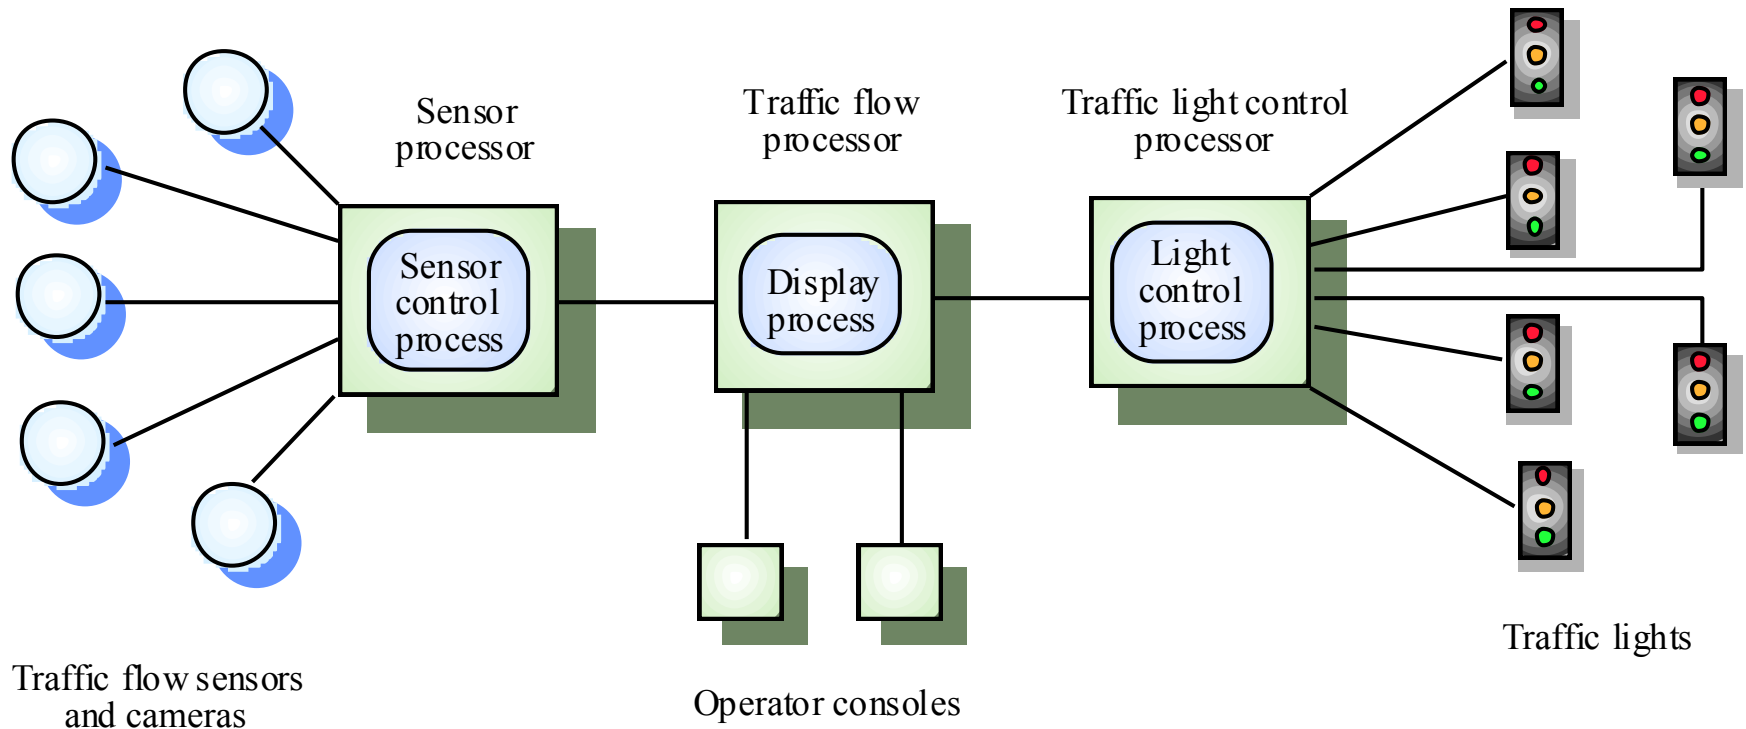 Sensor
processor
Traffic flow
processor
Traffic light control
processor
Sensor
control
process
Display
process
Light
control
process
Traffic lights
Traffic flow sensors
and cameras
Operator consoles